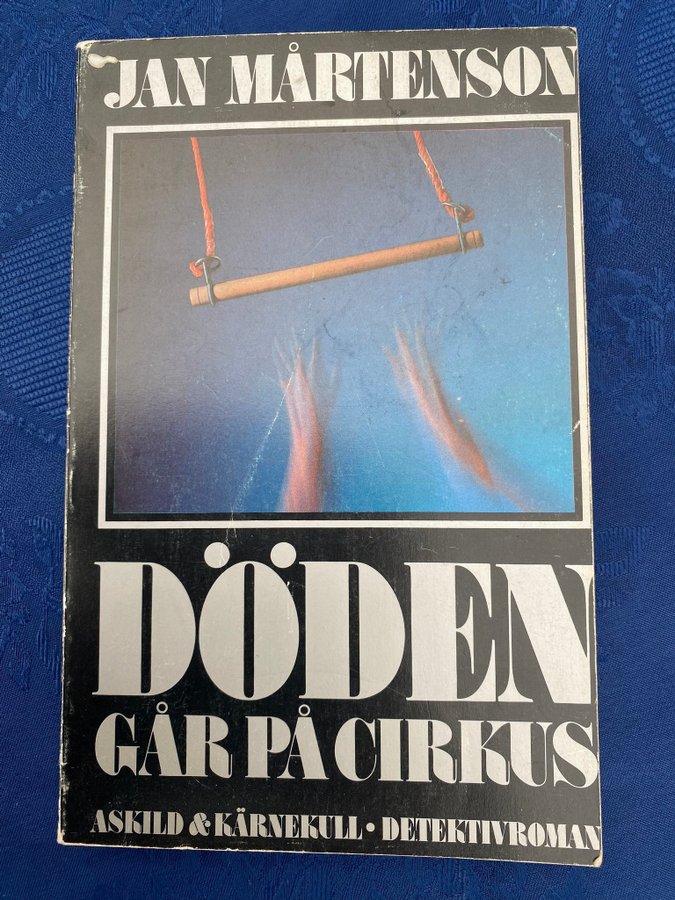 JAN MÅRTENSON
DÖDEN
GÅR PÅ CIRKUS
ASKILD & KÄRNEKULL • DETEKTIVROMAN